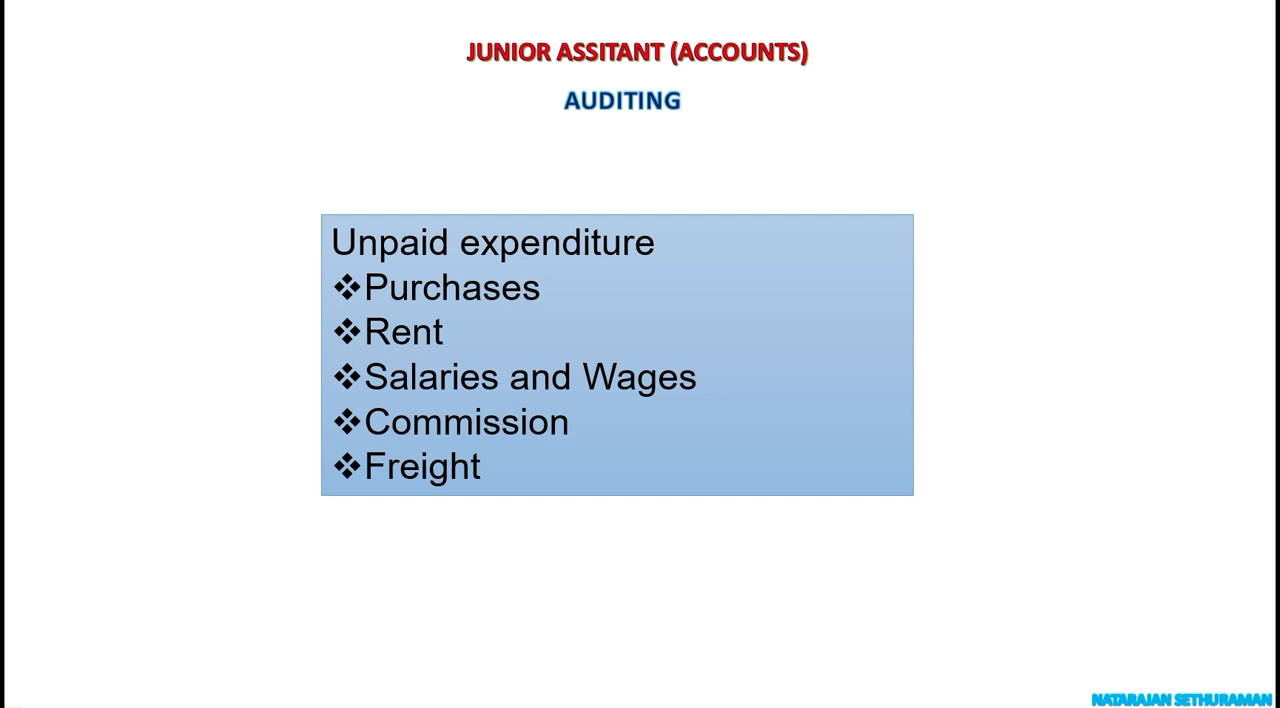 JUNIOR ASSITANT (ACCOUNTS)
AUDITING
Unpaid expenditure
❖Purchases
❖Rent
❖Salaries and Wages
❖Commission
❖Freight
NATARAJAN SETHURAMAN